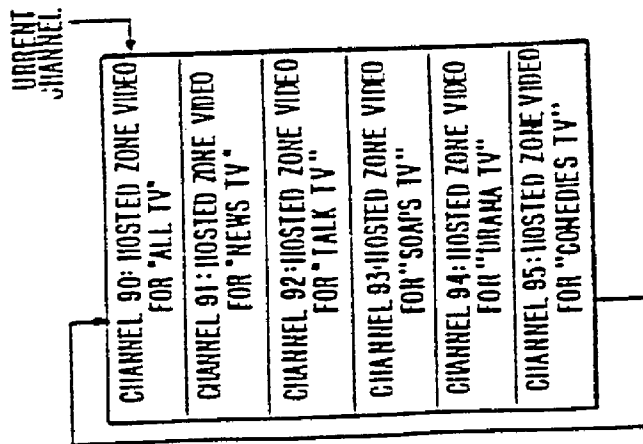 URRENT
CHANNEL
CHANNEL 90: HOSTED ZONE VIDEO
FOR "ALL TV"
CHANNEL 91: HOSTED ZONE VIDEO
FOR "NEWS TV"
CHANNEL 92: HOSTED ZONE VIDEO
FOR "TALK TV"
CHANNEL 93: HOSTED ZONE VIDEO
FOR "SOAPS TV"
CHANNEL 94: HOSTED ZONE VIDEO
FOR "DRAMA TV"
CHANNEL 95: HOSTED ZONE VIDEO
FOR "COMEDIES TV"